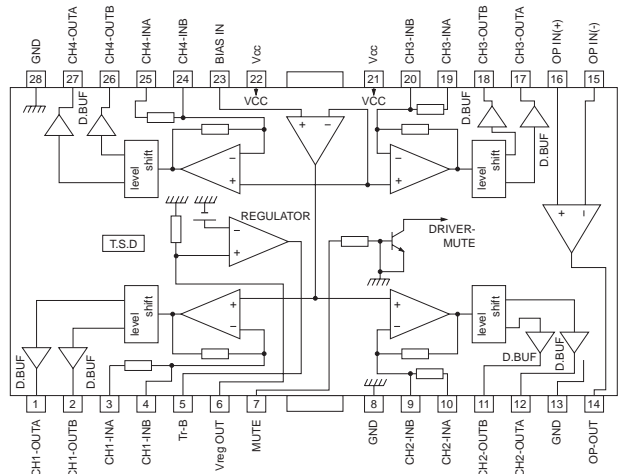 GND
CH4-OUTA
CH4-OUTB
CH4-INA
CH4-INB
BIAS IN
Vcc
Vcc
CH3-INB
CH3-INA
CH3-OUTB
CH3-OUTA
OP IN(+)
OP IN(-)
28
27
26
25
24
23
22
21
20
19
18
17
16
15
VCC
VCC
D.BUF
D.BUF
level
shift
+
-
-
+
-
+
level
shift
+
-
REGULATOR
-
+
T.S.D
DRIVER-
MUTE
level
shift
+
-
+
-
level
shift
D.BUF
D.BUF
D.BUF
D.BUF
1
2
3
4
5
6
7
8
9
10
11
12
13
14
CH1-OUTA
CH1-OUTB
CH1-INA
CH1-INB
Tr-B
Vreg OUT
MUTE
GND
CH2-INB
CH2-INA
CH2-OUTB
CH2-OUTA
GND
OP-OUT